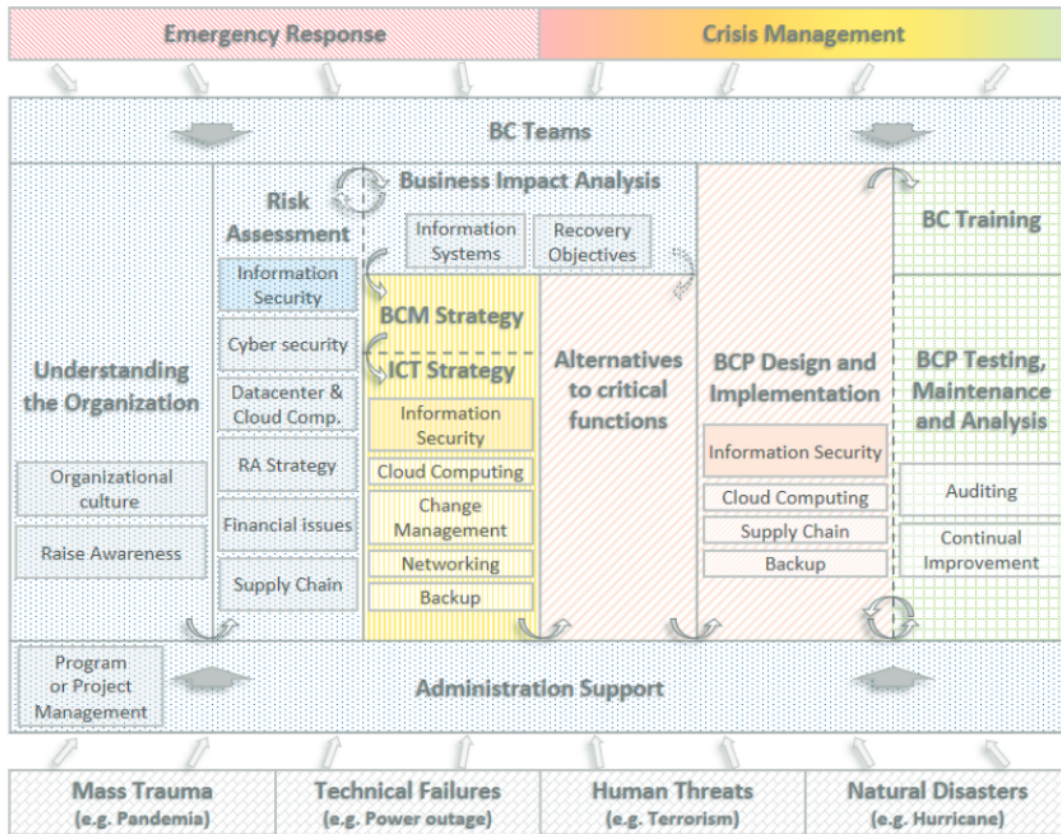 Emergency Response
Crisis Management
BC Teams
Understanding
the Organization
Organizational
culture
Raise Awareness
Risk
Assessment
Information
Security
Cyber security
Datacenter &
Cloud Comp.
RA Strategy
Financial issues
Supply Chain
Business Impact Analysis
Information
Systems
Recovery
Objectives
BCM Strategy
ICT Strategy
Information
Security
Cloud Computing
Change
Management
Networking
Backup
Alternatives
to critical
functions
BCP Design and
Implementation
Information Security
Cloud Computing
Supply Chain
Backup
BC Training
BCP Testing,
Maintenance
and Analysis
Auditing
Continual
Improvement
Program
or Project
Management
Administration Support
Mass Trauma
(e.g. Pandemia)
Technical Failures
(e.g. Power outage)
Human Threats
(e.g. Terrorism)
Natural Disasters
(e.g. Hurricane)